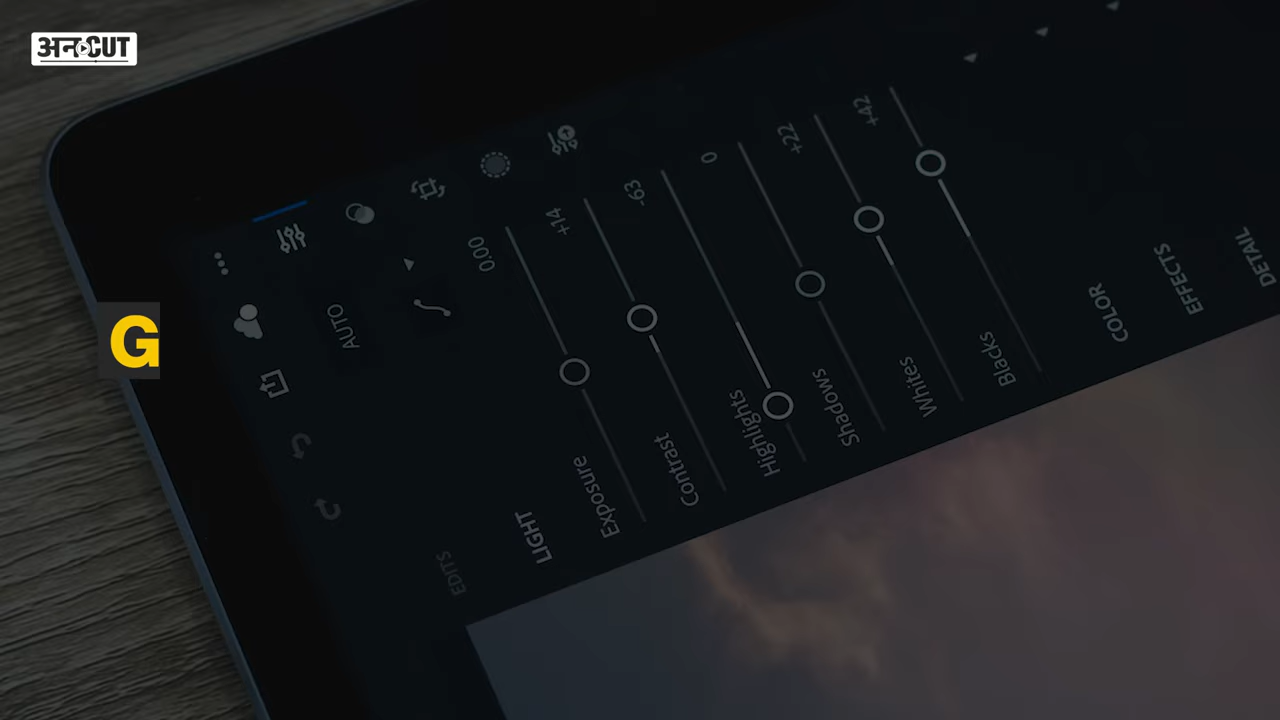 अनCUT
G
AUTO
EDITS
LIGHT
Exposure 0.00
Contrast +14
Highlights -63
Shadows 0
Whites +22
Blacks +42
COLOR
EFFECTS
DETAIL